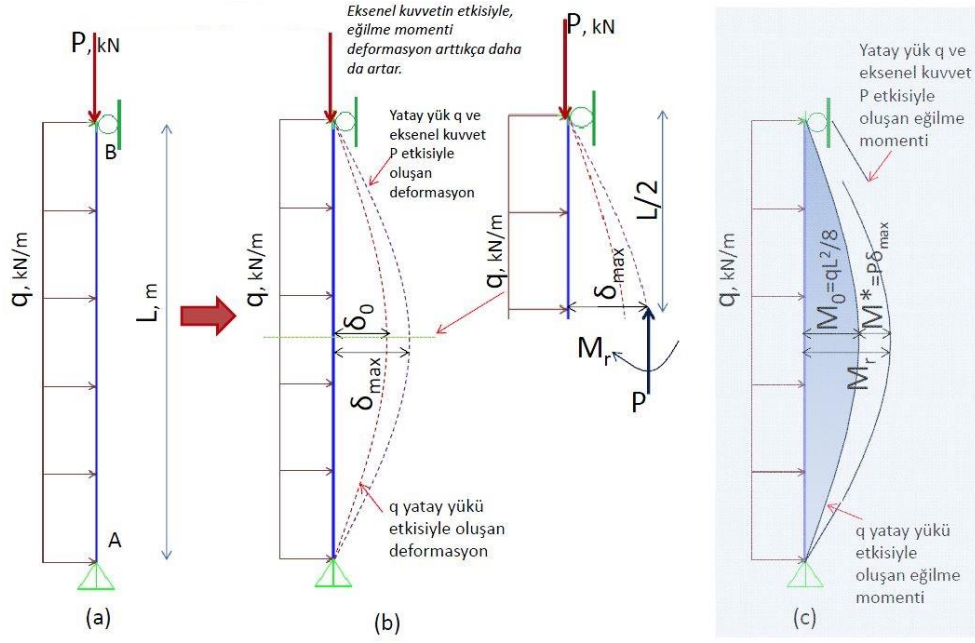 P, kN
B
q, kN/m
L, m
A
(a)
Eksenel kuvvetin etkisiyle,
eğilme momenti
deformasyon arttıkça daha
da artar.
Yatay yük q ve
eksenel kuvvet
P etkisiyle
oluşan
deformasyon
q, kN/m
δ0
δmax
q yatay yükü
etkisiyle oluşan
deformasyon
(b)
P, kN
q, kN/m
L/2
δmax
Mr
P
Yatay yük q ve
eksenel kuvvet
P etkisiyle
oluşan eğilme
momenti
q, kN/m
M0=qL²/8
M*=Pδmax
Mr
q yatay yükü
etkisiyle
oluşan eğilme
momenti
(c)